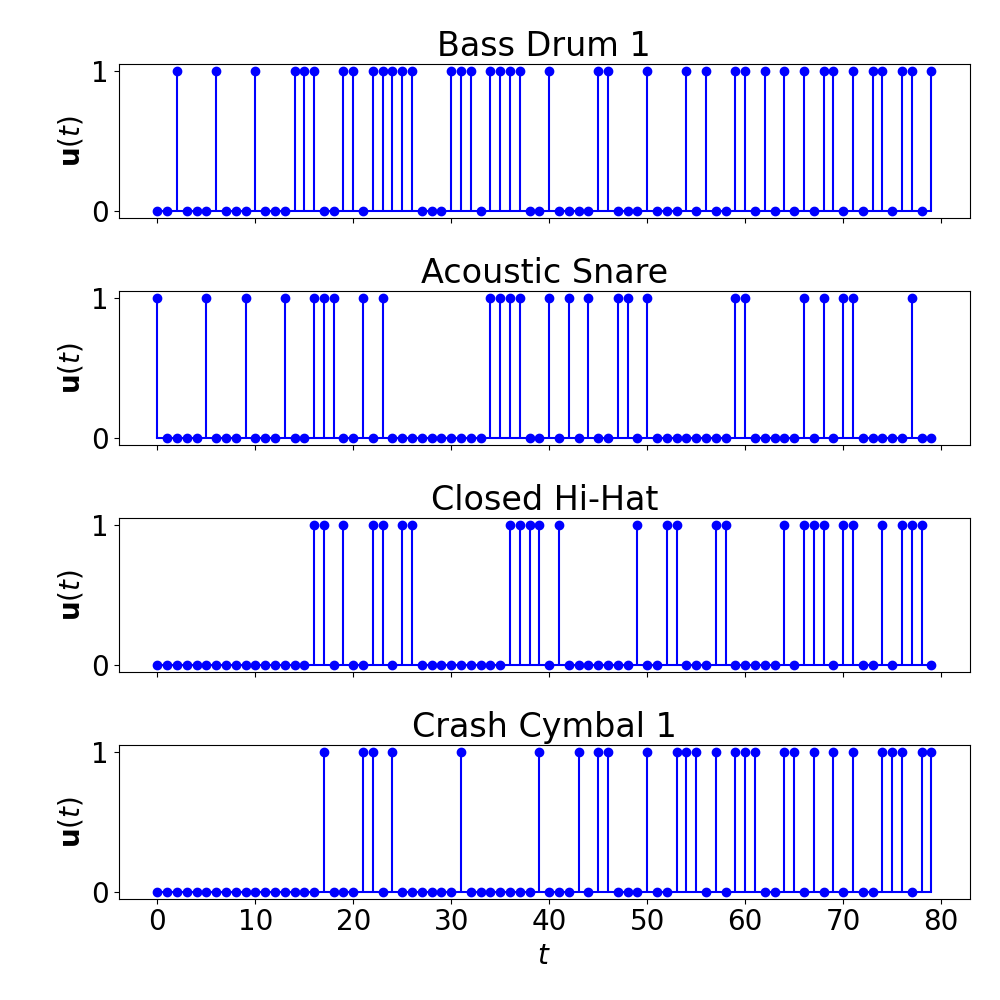 Bass Drum 1
1
u(t)
0
Acoustic Snare
1
u(t)
0
Closed Hi-Hat
1
u(t)
0
Crash Cymbal 1
1
u(t)
0
0 10 20 30 40 50 60 70 80
t